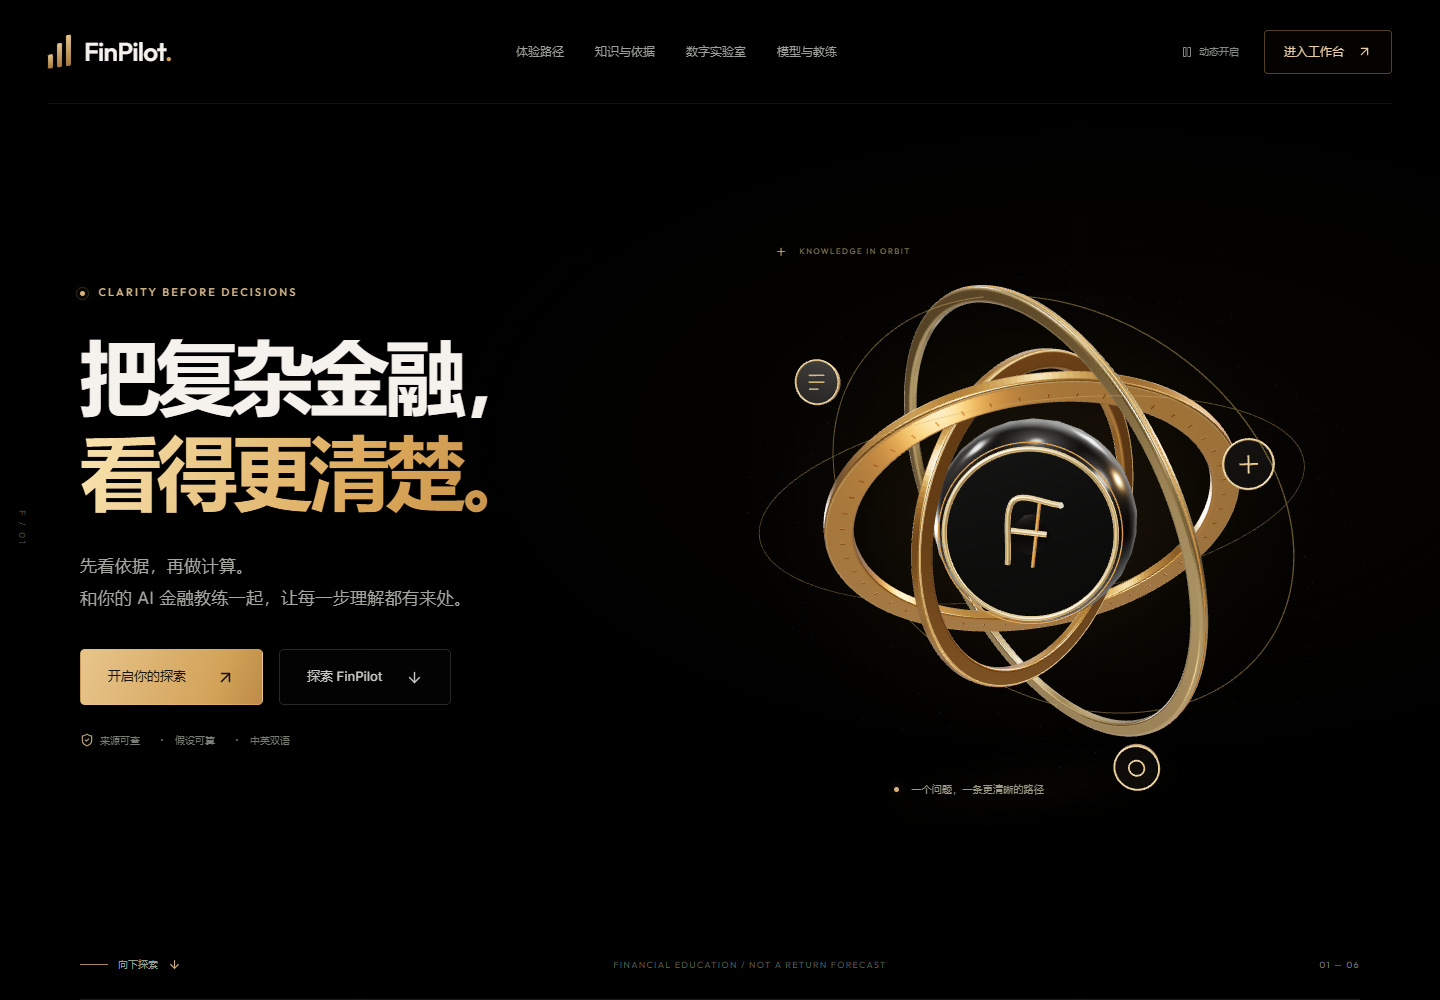 FinPilot.
体验路径
知识与依据
数字实验室
模型与教练
动态开启
进入工作台
KNOWLEDGE IN ORBIT
CLARITY BEFORE DECISIONS
把复杂金融，
看得更清楚。
F / 01
先看依据，再做计算。
和你的 AI 金融教练一起，让每一步理解都有来处。
开启你的探索
探索 FinPilot
来源可查 · 假设可算 · 中英双语
一个问题，一条更清晰的路径
向下探索
FINANCIAL EDUCATION / NOT A RETURN FORECAST
01 — 06